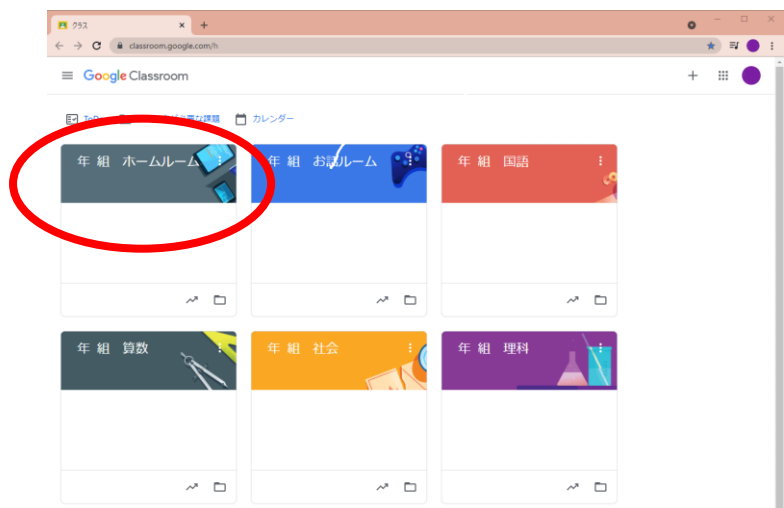 クラス
classroom.google.com/h
Google Classroom
カレンダー
年 組 ホームルーム
年 組 お話ルーム
年 組 国語
年 組 算数
年 組 社会
年 組 理科